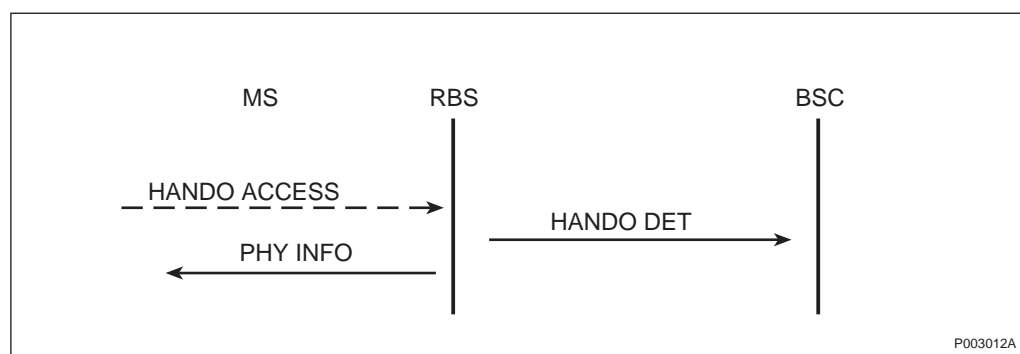 MS RBS BSC
HANDO ACCESS
HANDO DET
PHY INFO
P003012A